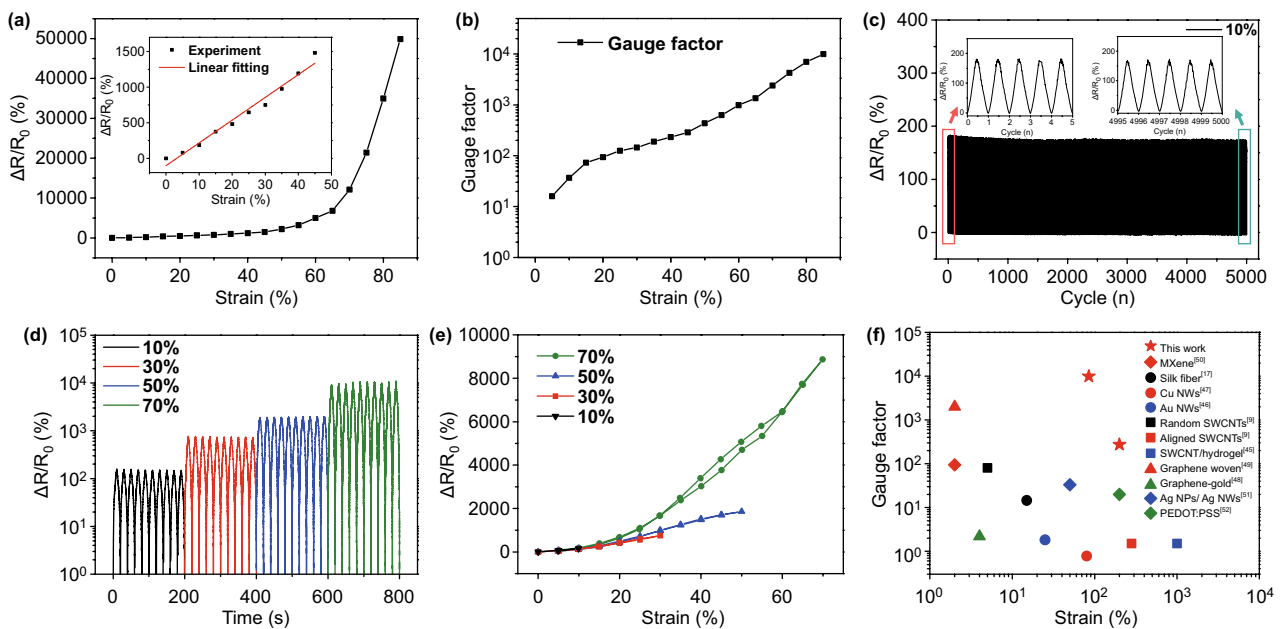 (a)
50000
40000
30000
20000
10000
0
ΔR/R0 (%)
0 20 40 60 80
Strain (%)
1500
1000
500
0
ΔR/R0 (%)
0 10 20 30 40 50
Strain (%)
Experiment
Linear fitting
(b)
10^5
10^4
10^3
10^2
10^1
10^0
Guage factor
0 20 40 60 80
Strain (%)
Gauge factor
(c)
400
300
200
100
0
ΔR/R0 (%)
0 1000 2000 3000 4000 5000
Cycle (n)
10%
200
100
0
ΔR/R0 (%)
0 1 2 3 4 5
Cycle (n)
200
100
0
ΔR/R0 (%)
4995 4996 4997 4998 4999 5000
Cycle (n)
(d)
10^5
10^4
10^3
10^2
10^1
10^0
ΔR/R0 (%)
0 200 400 600 800
Time (s)
10%
30%
50%
70%
(e)
10000
8000
6000
4000
2000
0
ΔR/R0 (%)
0 20 40 60
Strain (%)
70%
50%
30%
10%
(f)
10^5
10^4
10^3
10^2
10^1
10^0
Gauge factor
10^0 10^1 10^2 10^3 10^4
Strain (%)
This work
MXene[50]
Silk fiber[17]
Cu NWs[47]
Au NWs[46]
Random SWCNTs[9]
Aligned SWCNTs[9]
SWCNT/hydrogel[45]
Graphene woven[49]
Graphene-gold[48]
Ag NPs/ Ag NWs[51]
PEDOT:PSS[52]